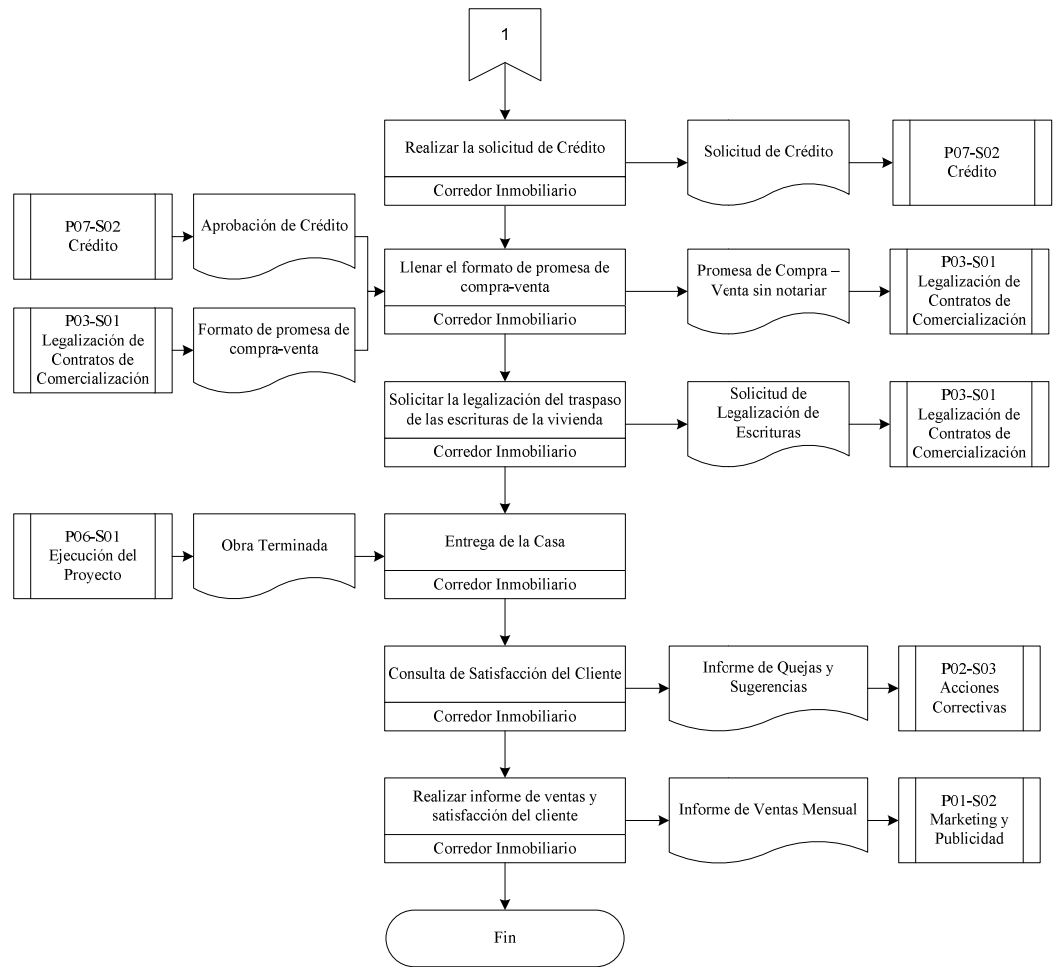 1
Realizar la solicitud de Crédito
Corredor Inmobiliario
Solicitud de Crédito
P07-S02
Crédito
P07-S02
Crédito
Aprobación de Crédito
Llenar el formato de promesa de
compra-venta
Corredor Inmobiliario
Promesa de Compra –
Venta sin notariar
P03-S01
Legalización de
Contratos de
Comercialización
P03-S01
Legalización de
Contratos de
Comercialización
Formato de promesa de
compra-venta
Solicitar la legalización del traspaso
de las escrituras de la vivienda
Corredor Inmobiliario
Solicitud de
Legalización de
Escrituras
P03-S01
Legalización de
Contratos de
Comercialización
P06-S01
Ejecución del
Proyecto
Obra Terminada
Entrega de la Casa
Corredor Inmobiliario
Consulta de Satisfacción del Cliente
Corredor Inmobiliario
Informe de Quejas y
Sugerencias
P02-S03
Acciones
Correctivas
Realizar informe de ventas y
satisfacción del cliente
Corredor Inmobiliario
Informe de Ventas Mensual
P01-S02
Marketing y
Publicidad
Fin